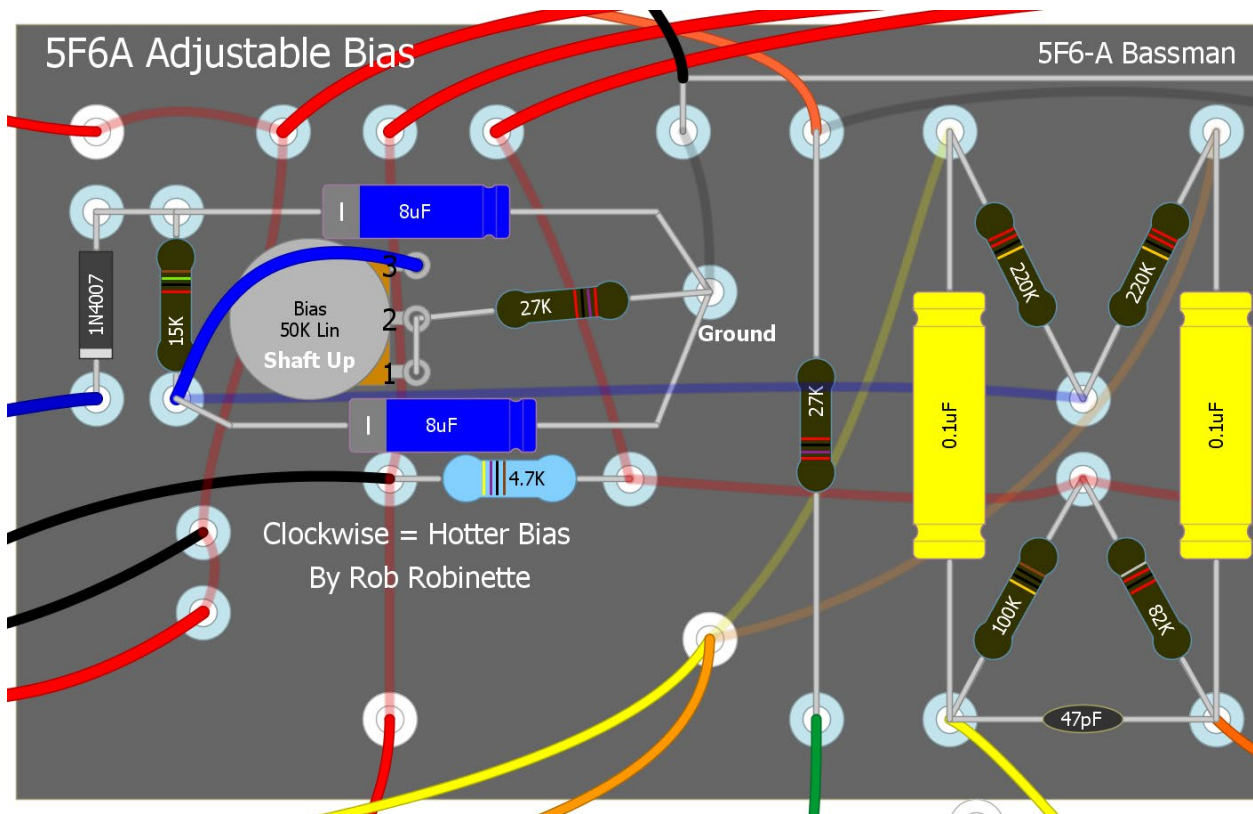 5F6A Adjustable Bias
5F6-A Bassman
8uF
1N4007
15K
3
Bias
50K Lin
Shaft Up
2
1
27K
Ground
8uF
4.7K
27K
220K
220K
0.1uF
0.1uF
Clockwise = Hotter Bias
By Rob Robinette
100K
82K
47pF